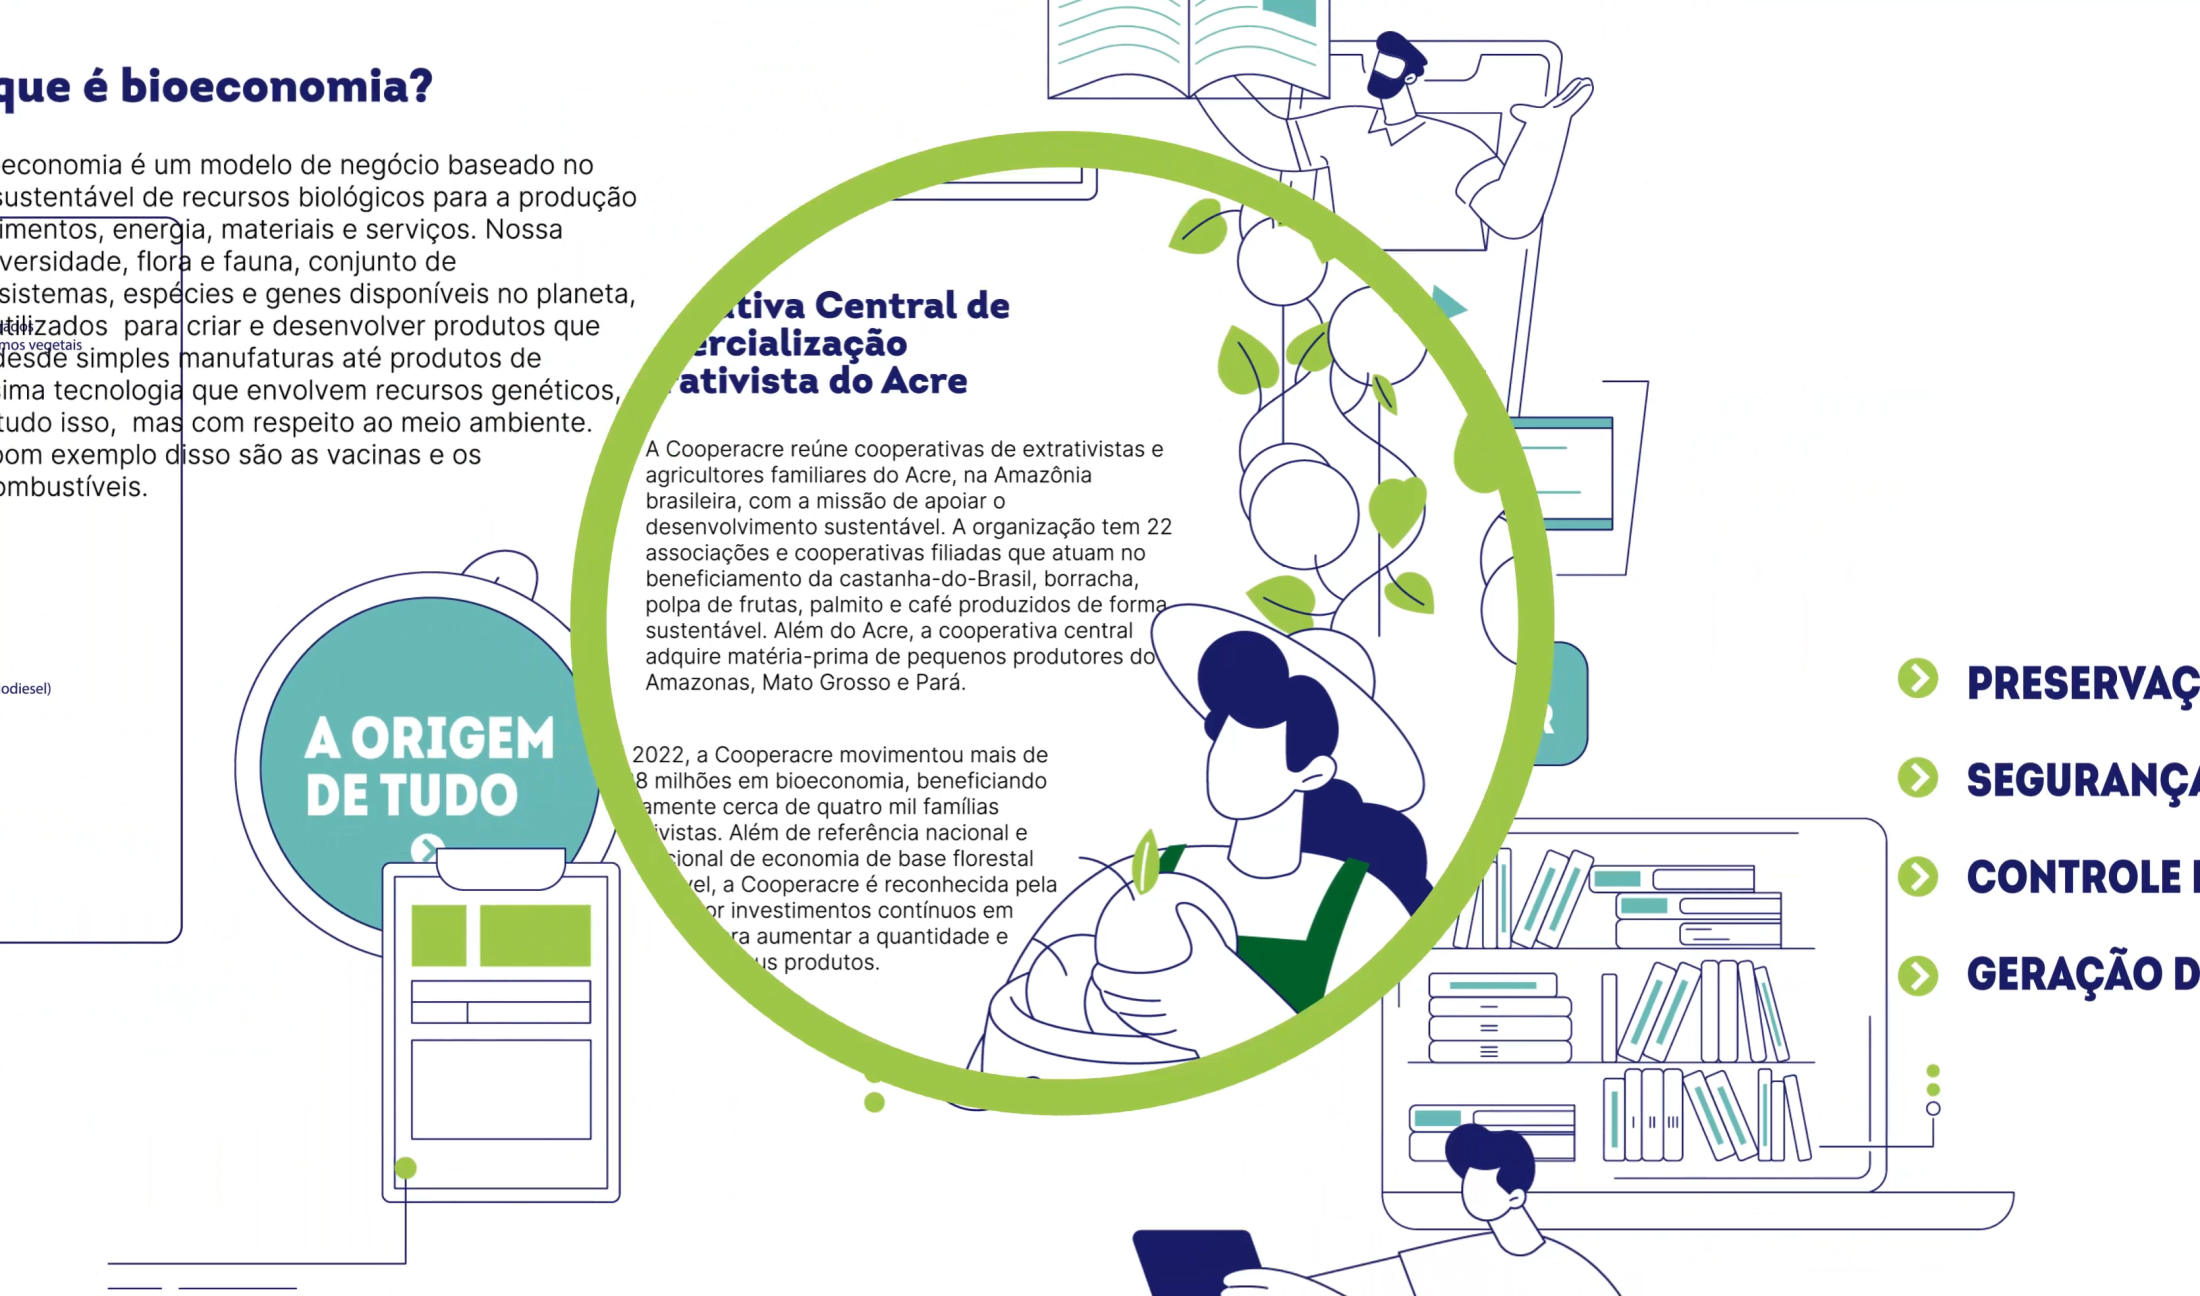 que é bioeconomia?
economia é um modelo de negócio baseado no
sustentável de recursos biológicos para a produção
imentos, energia, materiais e serviços. Nossa
versidade, flora e fauna, conjunto de
sistemas, espécies e genes disponíveis no planeta,
utilizados para criar e desenvolver produtos que
mos vegetais
desde simples manufaturas até produtos de
ima tecnologia que envolvem recursos genéticos,
tudo isso, mas com respeito ao meio ambiente.
bom exemplo disso são as vacinas e os
ombustíveis.
odiesel)
A ORIGEM
DE TUDO
ativa Central de
ercialização
rativista do Acre
A Cooperacre reúne cooperativas de extrativistas e
agricultores familiares do Acre, na Amazônia
brasileira, com a missão de apoiar o
desenvolvimento sustentável. A organização tem 22
associações e cooperativas filiadas que atuam no
beneficiamento da castanha-do-Brasil, borracha,
polpa de frutas, palmito e café produzidos de forma
sustentável. Além do Acre, a cooperativa central
adquire matéria-prima de pequenos produtores do
Amazonas, Mato Grosso e Pará.
2022, a Cooperacre movimentou mais de
8 milhões em bioeconomia, beneficiando
amente cerca de quatro mil famílias
ivistas. Além de referência nacional e
cional de economia de base florestal
vel, a Cooperacre é reconhecida pela
or investimentos contínuos em
ra aumentar a quantidade e
us produtos.
R
PRESERVAÇ
SEGURANÇA
CONTROLE
GERAÇÃO D
I II III